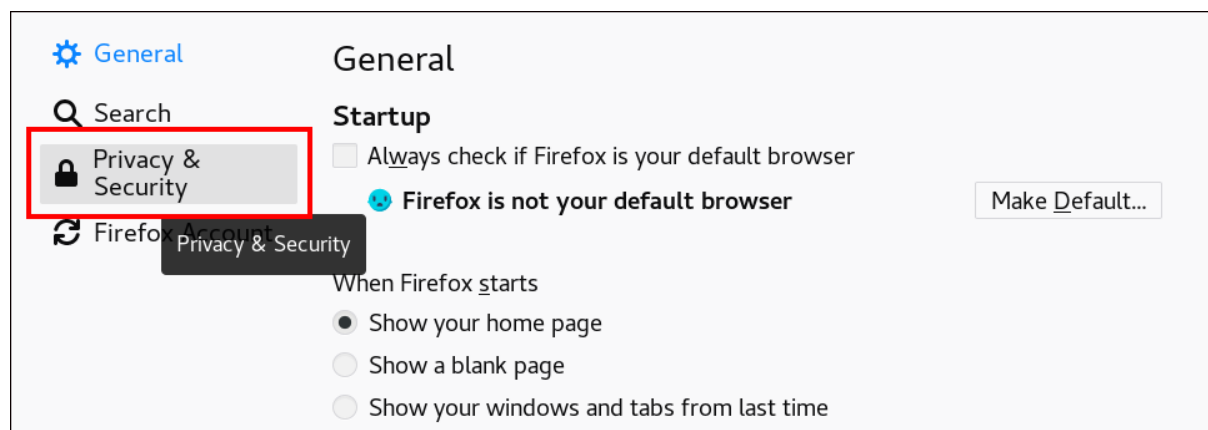 General
Search
Privacy &
Security
Firefox Account
Privacy & Security
General
Startup
Always check if Firefox is your default browser
Firefox is not your default browser
Make Default...
When Firefox starts
Show your home page
Show a blank page
Show your windows and tabs from last time